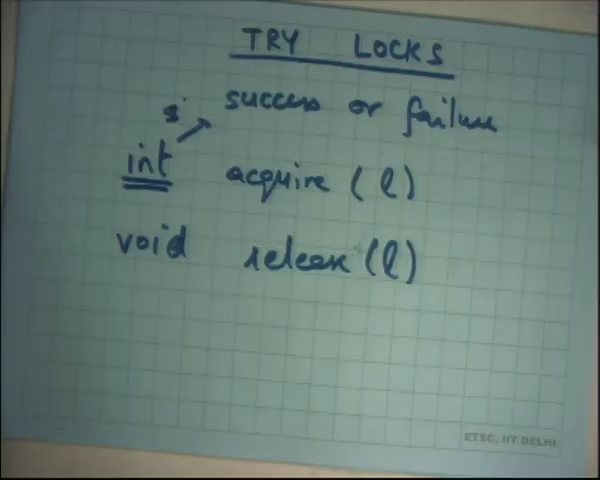 TRY LOCKS
success or failure
int acquire (l)
void release (l)
ETSC, IIT DELHI